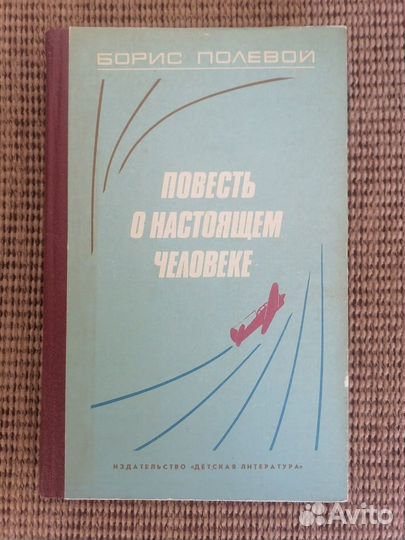 БОРИС ПОЛЕВОЙ
ПОВЕСТЬ
О НАСТОЯЩЕМ
ЧЕЛОВЕКЕ
ИЗДАТЕЛЬСТВО «ДЕТСКАЯ ЛИТЕРАТУРА»
Avito